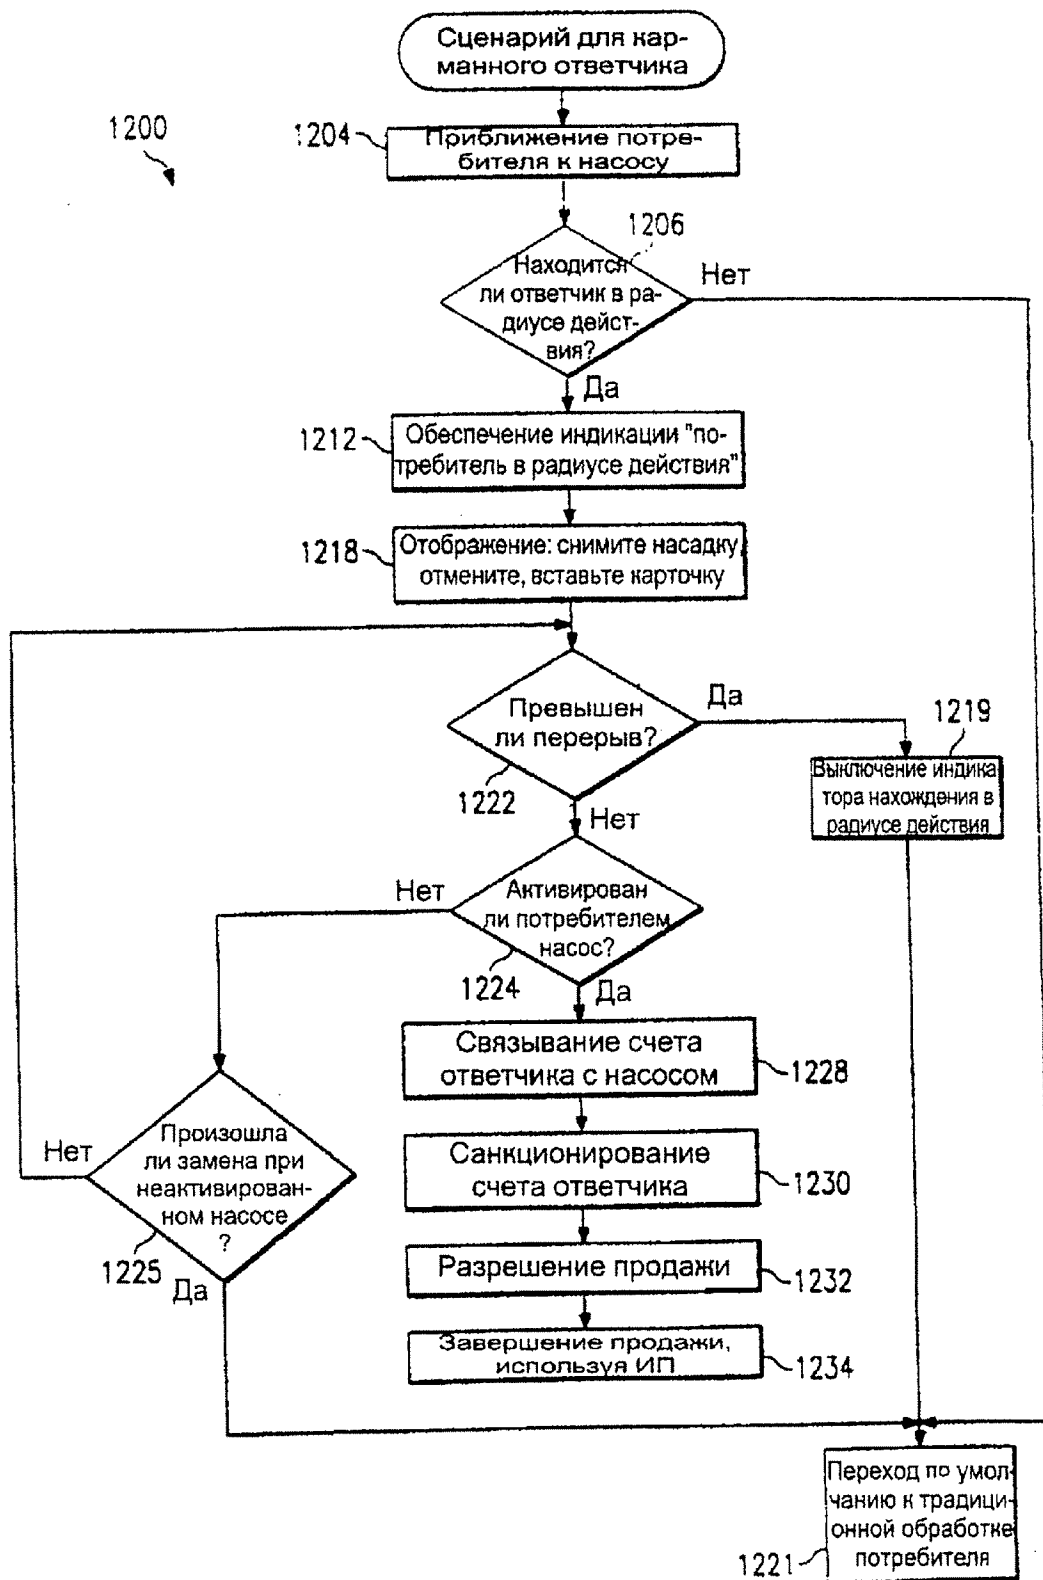 Сценарий для кар-
манного ответчика
1200
1204
Приближение потре-
бителя к насосу
1206
Находится
ли ответчик в ра-
диусе дейст-
вия?
Нет
Да
1212
Обеспечение индикации "по-
требитель в радиусе действия"
1218
Отображение: снимите насадку,
отмените, вставьте карточку
Превышен
ли перерыв?
Да
1222
1219
Выключение индика
тора нахождения в
радиусе действия
Нет
Активирован
ли потребителем
насос?
Нет
1224
Да
Связывание счета
ответчика с насосом
1228
Произошла
ли замена при
неактивирован-
ном насосе
?
Нет
1225
Да
Санкционирование
счета ответчика
1230
Разрешение продажи
1232
Завершение продажи,
используя ИП
1234
Переход по умол-
чанию к традици-
онной обработке
потребителя
1221